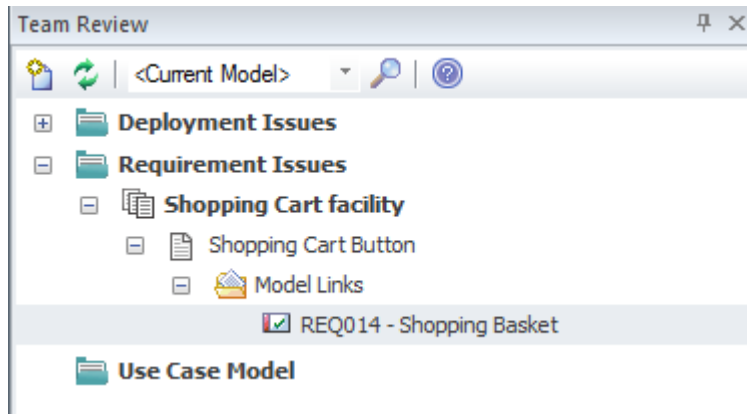 Team Review
<Current Model>
Deployment Issues
Requirement Issues
Shopping Cart facility
Shopping Cart Button
Model Links
REQ014 - Shopping Basket
Use Case Model